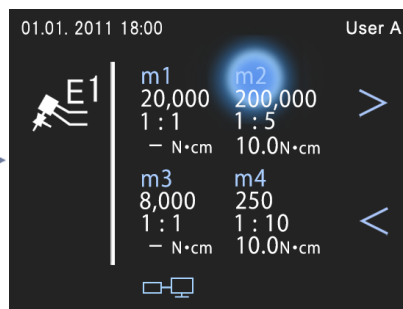 01.01. 2011 18:00 User A
E1
m1 m2
20,000 200,000
1 : 1 1 : 5
– N•cm 10.0N•cm
m3 m4
8,000 250
1 : 1 1 : 10
– N•cm 10.0N•cm
>
<